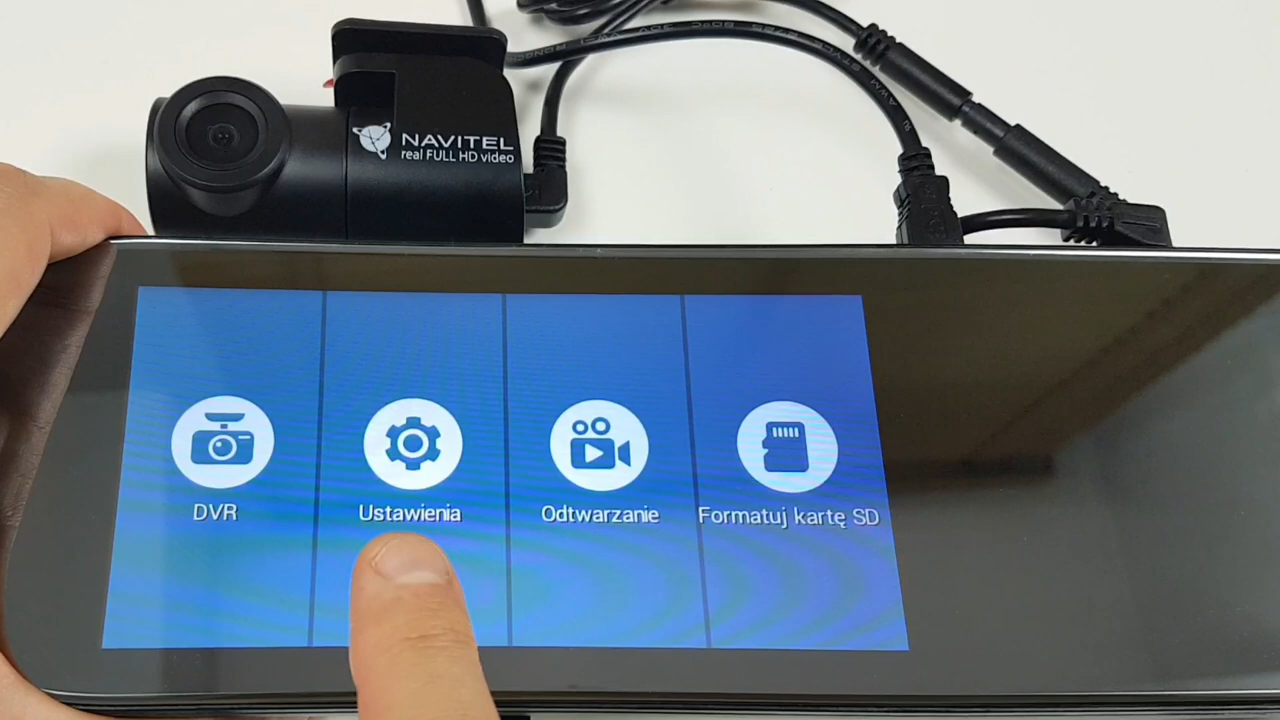 NAVITEL
real FULL HD video
DVR
Ustawienia
Odtwarzanie
Formatuj kartę SD